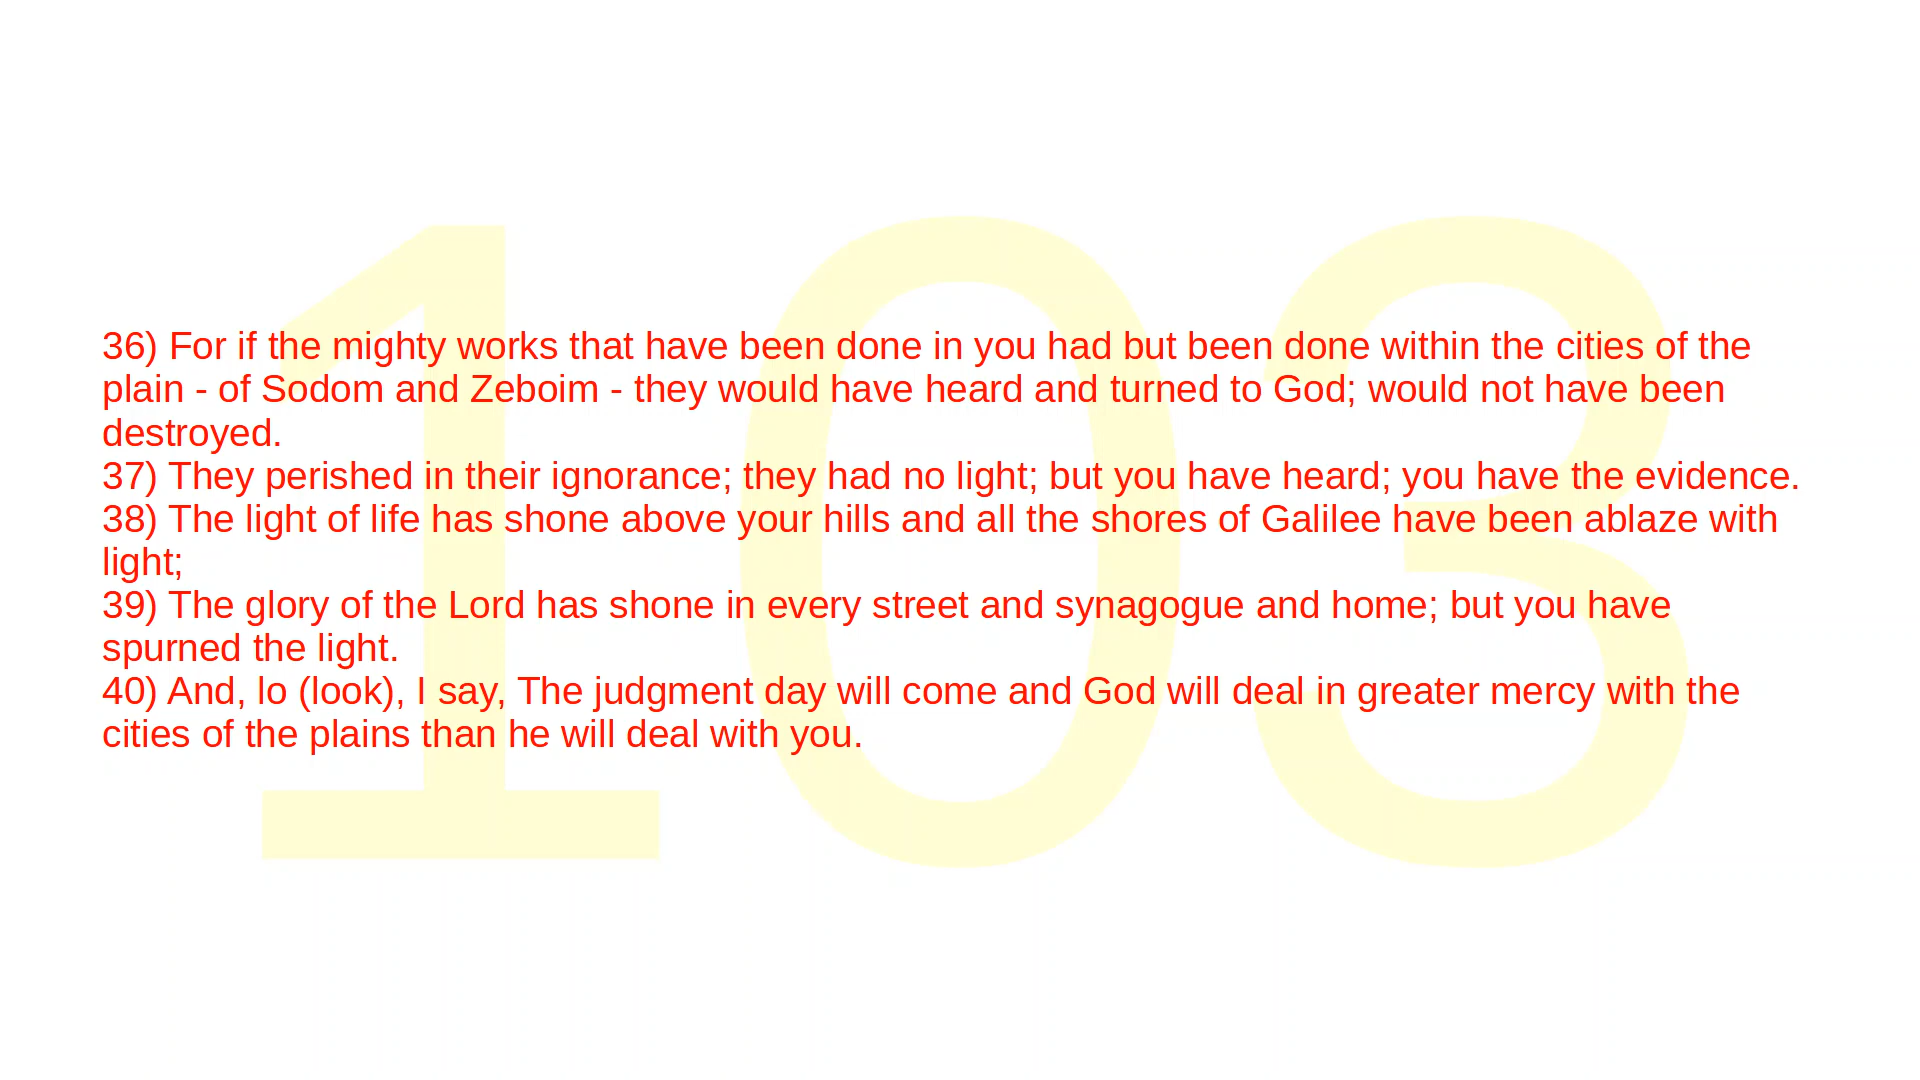 103
36) For if the mighty works that have been done in you had but been done within the cities of the
plain - of Sodom and Zeboim - they would have heard and turned to God; would not have been
destroyed.
37) They perished in their ignorance; they had no light; but you have heard; you have the evidence.
38) The light of life has shone above your hills and all the shores of Galilee have been ablaze with
light;
39) The glory of the Lord has shone in every street and synagogue and home; but you have
spurned the light.
40) And, lo (look), I say, The judgment day will come and God will deal in greater mercy with the
cities of the plains than he will deal with you.